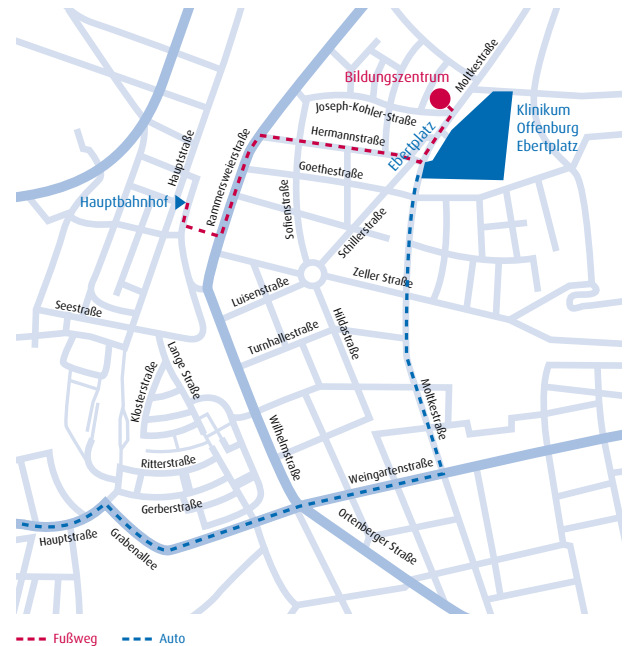 Moltkestraße
Bildungszentrum
Joseph-Kohler-Straße
Klinikum
Offenburg
Ebertplatz
Hermannstraße
Ebertplatz
Hauptstraße
Rammersweierstraße
Goethestraße
Hauptbahnhof
Sofienstraße
Schillerstraße
Zeller Straße
Luisenstraße
Seestraße
Hildastraße
Turnhallestraße
Lange Straße
Klosterstraße
Moltkestraße
Wilhelmstraße
Ritterstraße
Weingartenstraße
Gerberstraße
Ortenberger Straße
Hauptstraße
Grabenallee
Fußweg
Auto